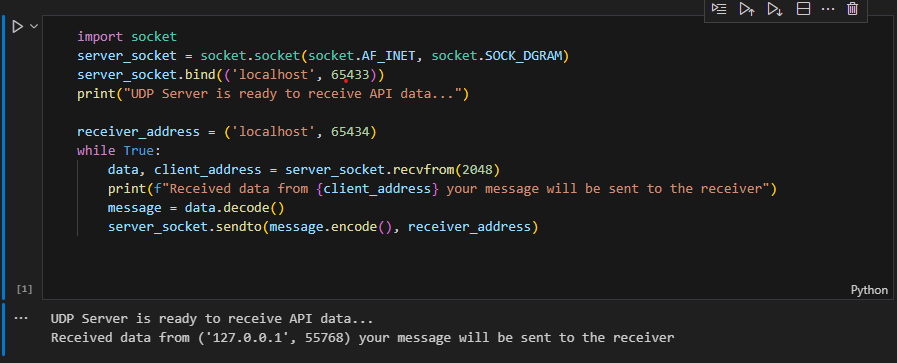 import socket
server_socket = socket.socket(socket.AF_INET, socket.SOCK_DGRAM)
server_socket.bind(('localhost', 65433))
print("UDP Server is ready to receive API data...")
receiver_address = ('localhost', 65434)
while True:
    data, client_address = server_socket.recvfrom(2048)
    print(f"Received data from {client_address} your message will be sent to the receiver")
    message = data.decode()
    server_socket.sendto(message.encode(), receiver_address)
[1]
Python
UDP Server is ready to receive API data...
Received data from ('127.0.0.1', 55768) your message will be sent to the receiver